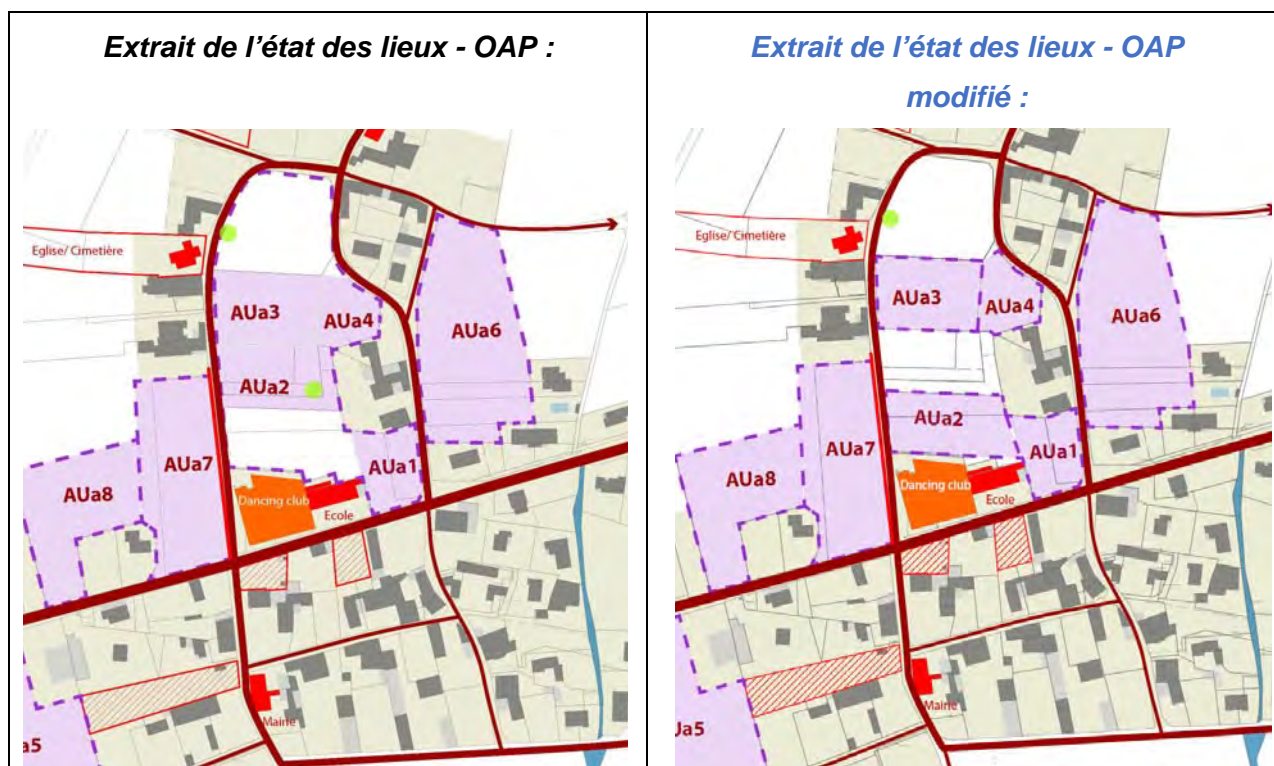 Extrait de l'état des lieux - OAP :
Eglise/ Cimetière
AUa3
AUa4
AUa6
AUa2
AUa7
AUa1
AUa8
Dancing club
Ecole
Mairie
a5
Extrait de l'état des lieux - OAP
modifié :
Eglise/ Cimetière
AUa3
AUa4
AUa6
AUa2
AUa7
AUa1
AUa8
Dancing club
Ecole
Mairie
Ua5